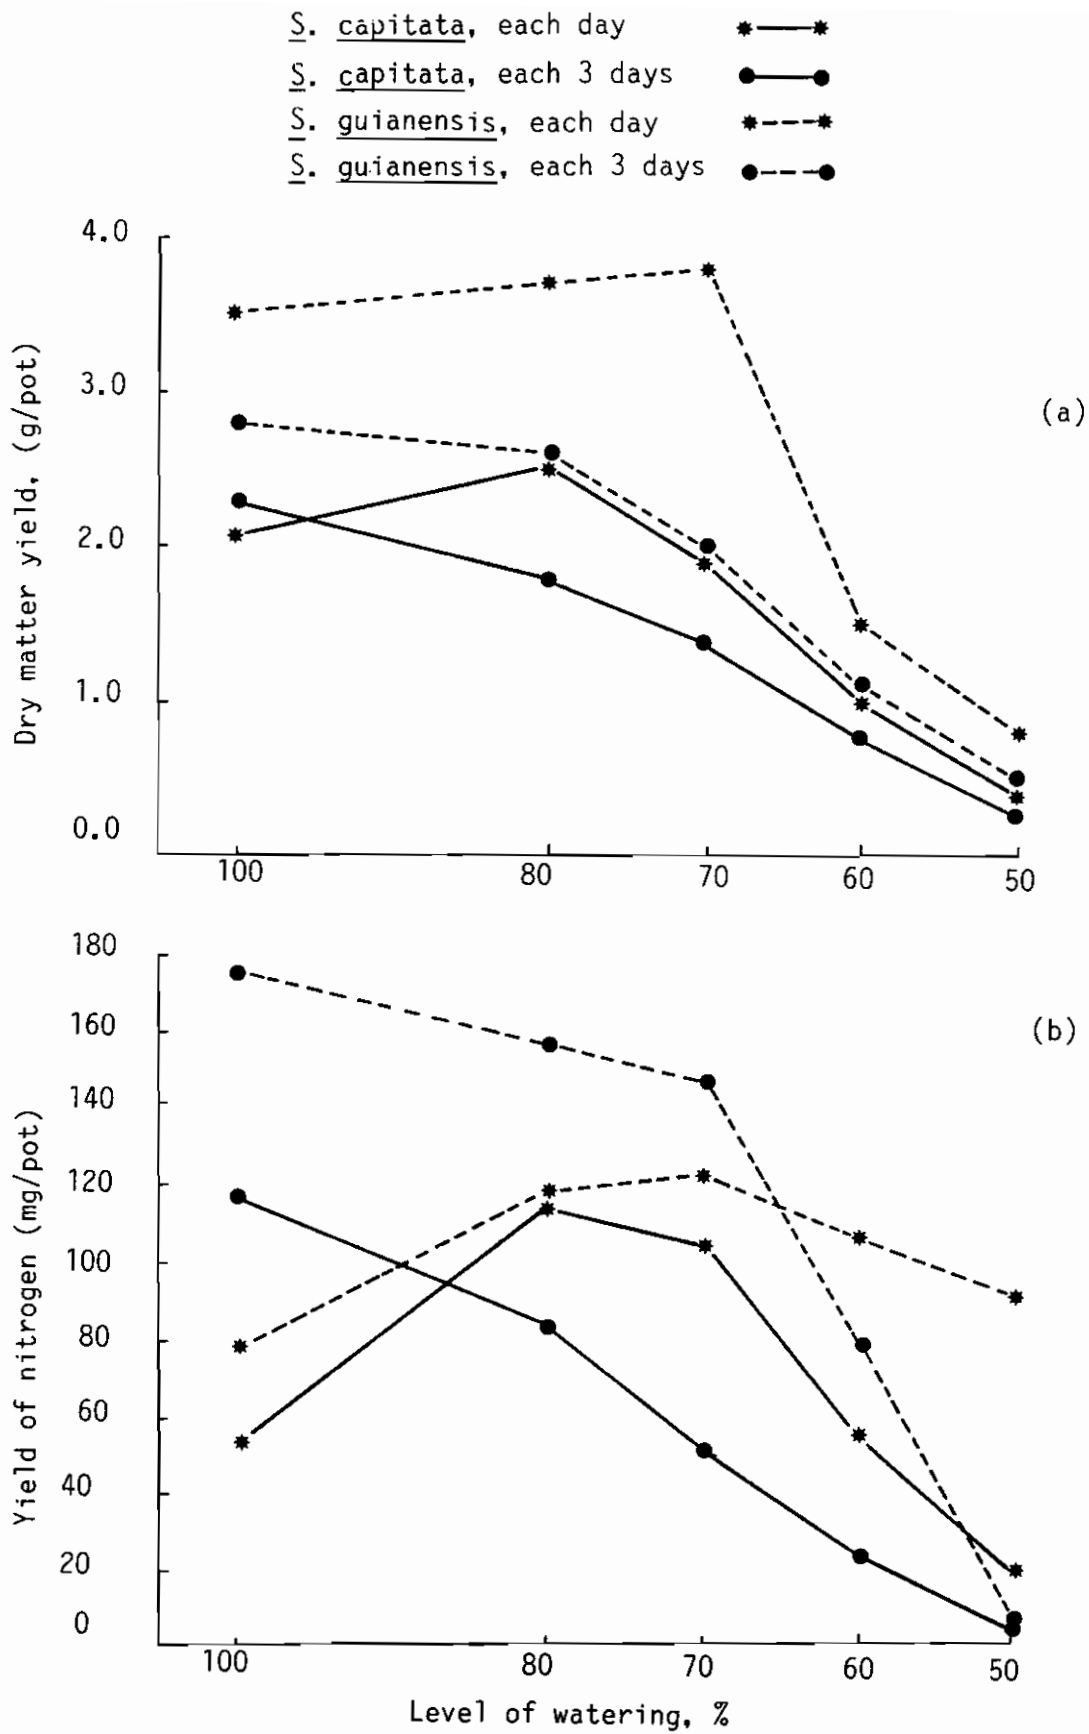 S. capitata, each day
S. capitata, each 3 days
S. guianensis, each day
S. guianensis, each 3 days
4.0
3.0
2.0
1.0
0.0
Dry matter yield, (g/pot)
(a)
100 80 70 60 50
180
160
140
120
100
80
60
40
20
0
Yield of nitrogen (mg/pot)
(b)
100 80 70 60 50
Level of watering, %